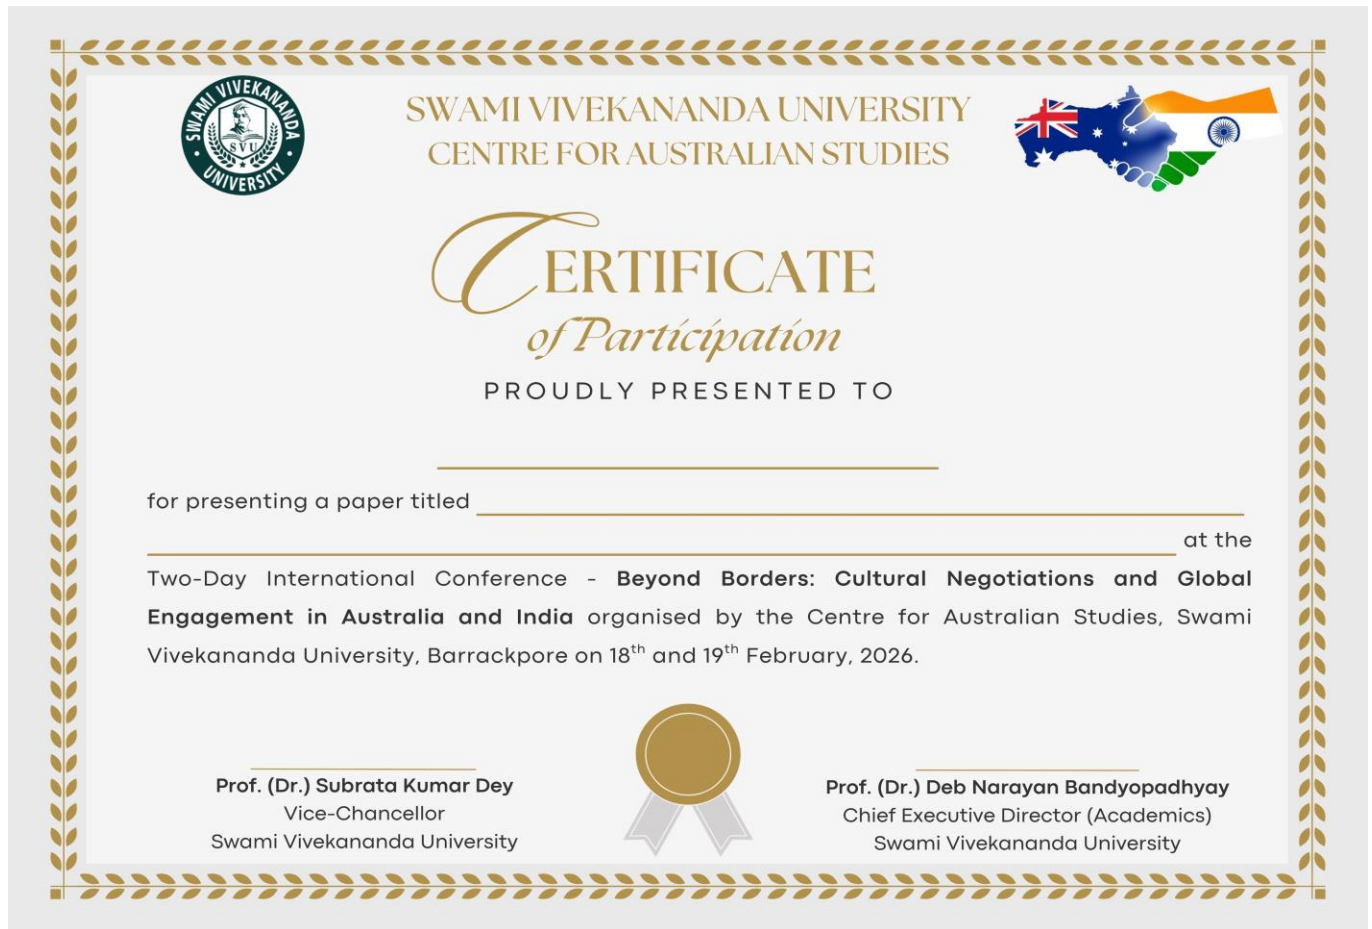 SWAMI VIVEKANANDA UNIVERSITY
SVU
SWAMI VIVEKANANDA UNIVERSITY
CENTRE FOR AUSTRALIAN STUDIES
CERTIFICATE
of Participation
PROUDLY PRESENTED TO
for presenting a paper titled
at the
Two-Day International Conference - Beyond Borders: Cultural Negotiations and Global
Engagement in Australia and India organised by the Centre for Australian Studies, Swami
Vivekananda University, Barrackpore on 18th and 19th February, 2026.
Prof. (Dr.) Subrata Kumar Dey
Vice-Chancellor
Swami Vivekananda University
Prof. (Dr.) Deb Narayan Bandyopadhyay
Chief Executive Director (Academics)
Swami Vivekananda University